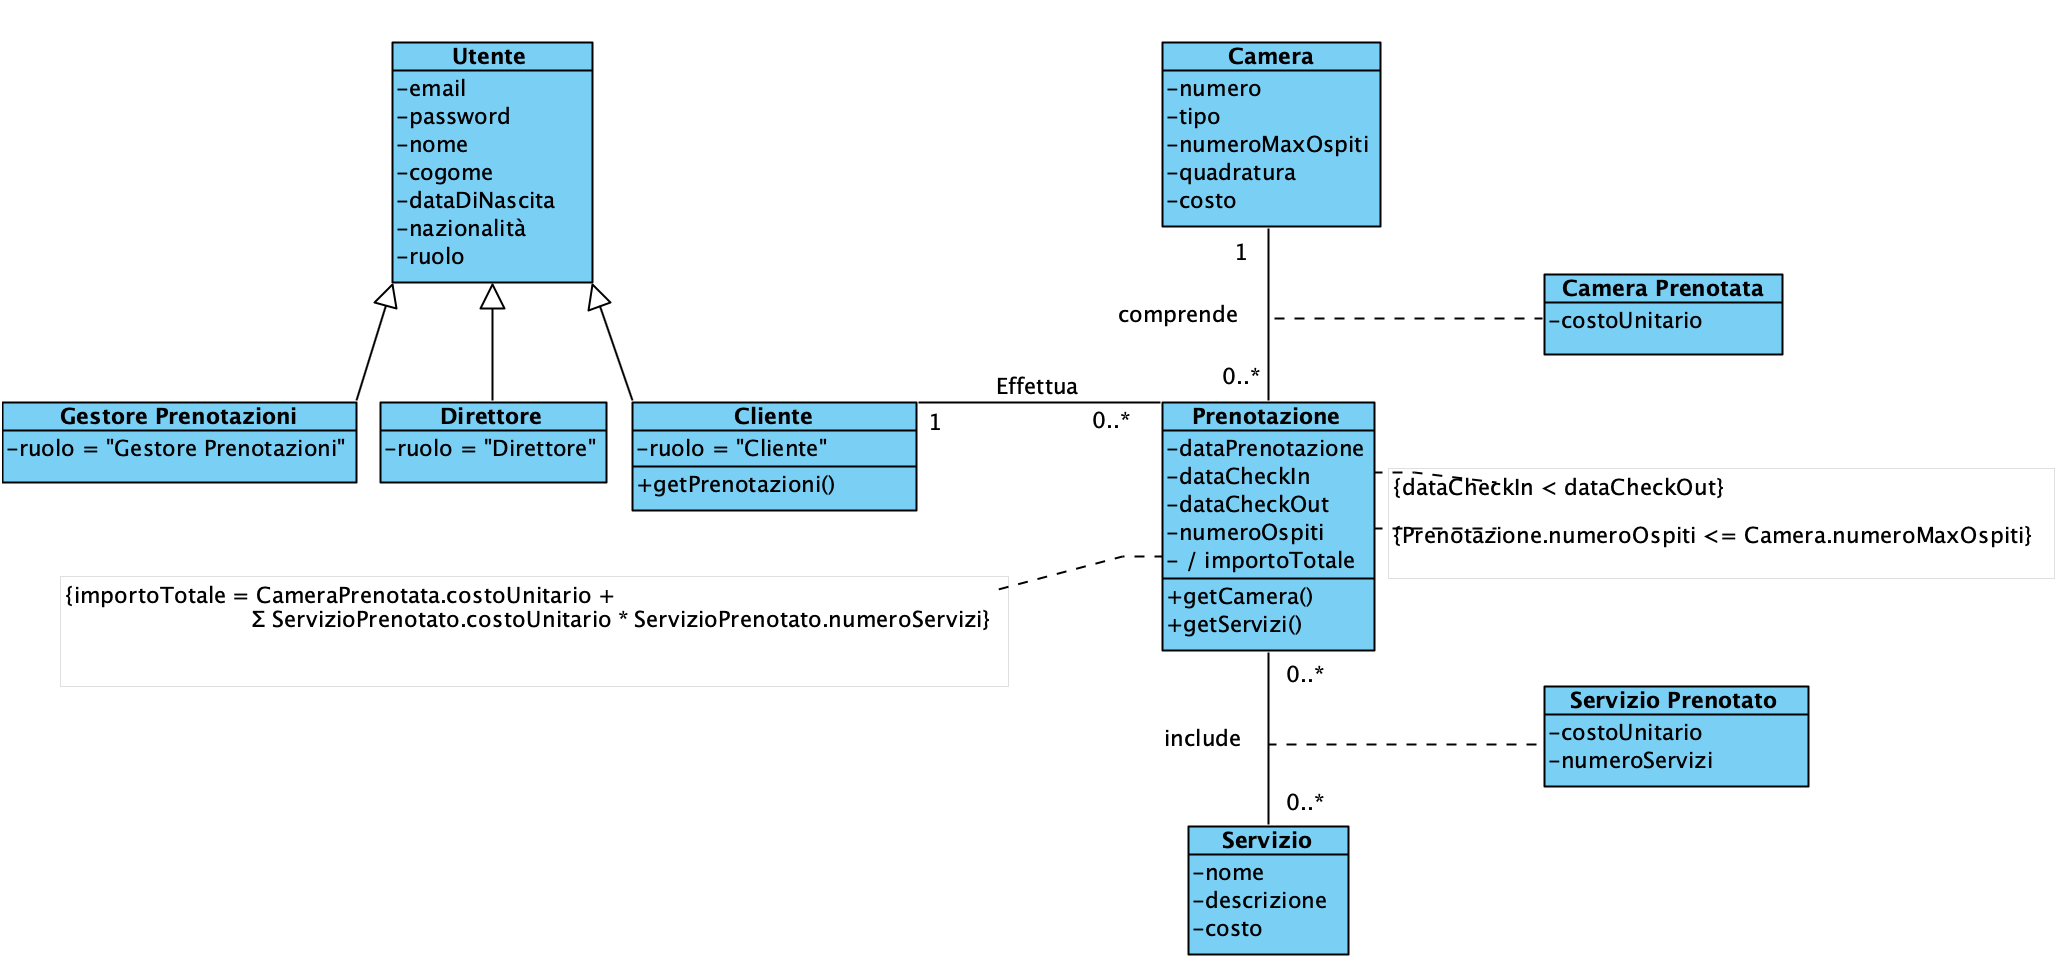 Utente
-email
-password
-nome
-cogome
-dataDiNascita
-nazionalità
-ruolo
Camera
-numero
-tipo
-numeroMaxOspiti
-quadratura
-costo
1
comprende
0..*
Camera Prenotata
-costoUnitario
Gestore Prenotazioni
-ruolo = "Gestore Prenotazioni"
Direttore
-ruolo = "Direttore"
Cliente
-ruolo = "Cliente"
+getPrenotazioni()
Effettua
1
0..*
Prenotazione
-dataPrenotazione
-dataCheckIn
-dataCheckOut
-numeroOspiti
- / importoTotale
+getCamera()
+getServizi()
{dataCheckIn < dataCheckOut}
{Prenotazione.numeroOspiti <= Camera.numeroMaxOspiti}
{importoTotale = CameraPrenotata.costoUnitario +
Σ ServizioPrenotato.costoUnitario * ServizioPrenotato.numeroServizi}
0..*
include
0..*
Servizio Prenotato
-costoUnitario
-numeroServizi
Servizio
-nome
-descrizione
-costo